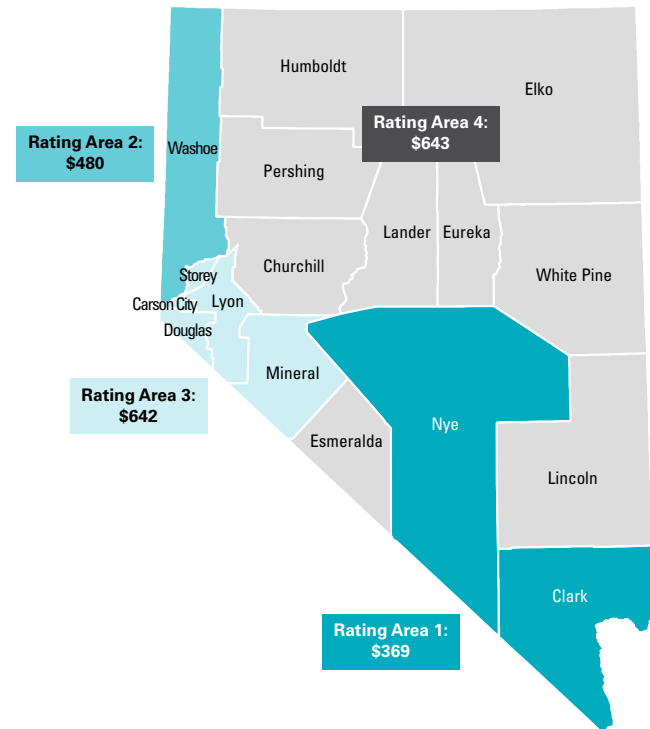 Humboldt
Elko
Rating Area 4:
$643
Rating Area 2:
$480
Washoe
Pershing
Lander
Eureka
Churchill
White Pine
Storey
Carson City
Lyon
Douglas
Mineral
Rating Area 3:
$642
Esmeralda
Nye
Lincoln
Clark
Rating Area 1:
$369